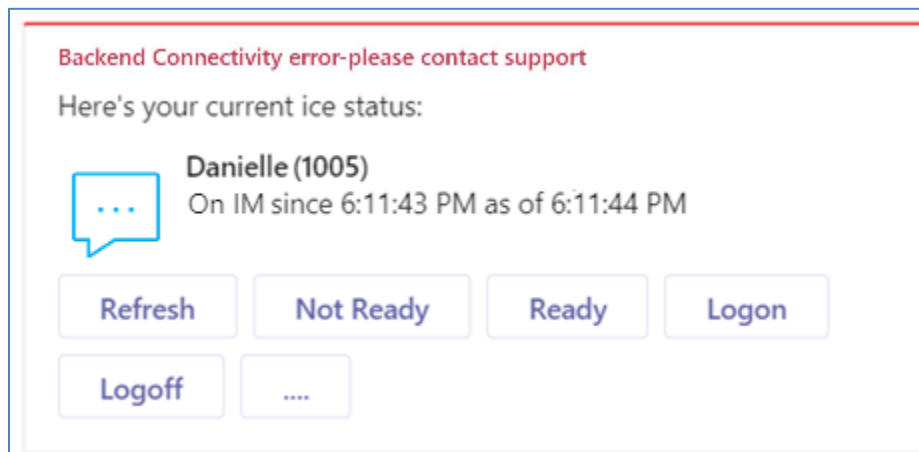 Backend Connectivity error-please contact support
Here's your current ice status:
Danielle (1005)
On IM since 6:11:43 PM as of 6:11:44 PM
Refresh Not Ready Ready Logon
Logoff ....